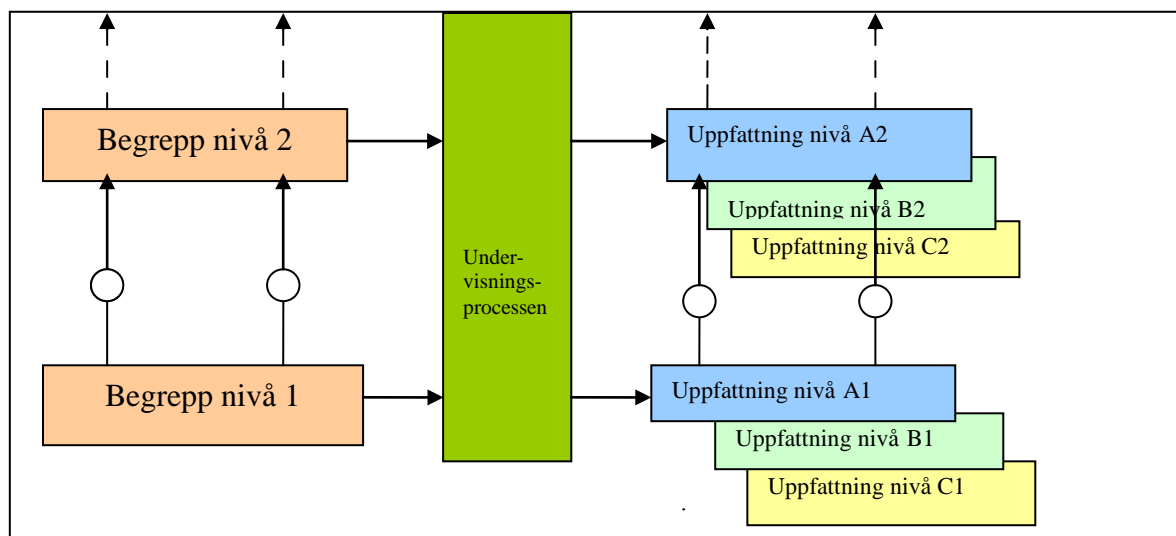 Begrepp nivå 2
Uppfattning nivå A2
Uppfattning nivå B2
Uppfattning nivå C2
Under-
visnings-
processen
Begrepp nivå 1
Uppfattning nivå A1
Uppfattning nivå B1
Uppfattning nivå C1